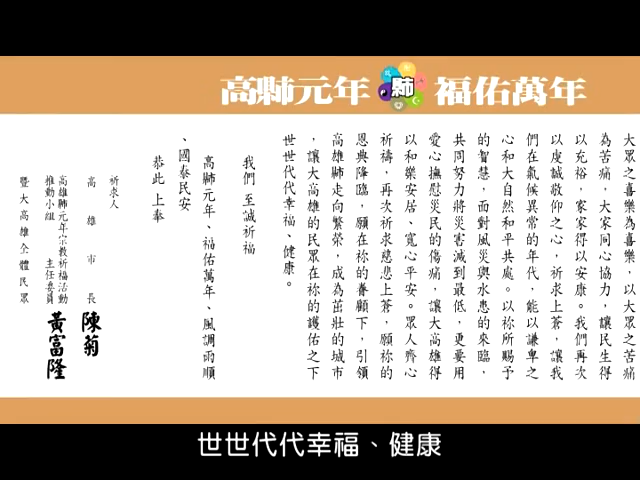 高䵻元年 䵻 福佑萬年
大眾之喜樂為喜樂，以大眾之苦痛
為苦痛，大家同心協力，讓民生得
以充裕，家家得以安康。我們再次
以虔誠敬仰之心，祈求上蒼，讓我
們在氣候異常的年代，能以謙卑之
心和大自然和平共處。以祢所賜予
的智慧，面對風災與水患的來臨，
共同努力將災害減到最低，更要用
愛心撫慰災民的傷痛，讓大高雄得
以和樂安居、寬心平安。眾人齊心
祈禱，再次祈求慈悲上蒼，願祢的
恩典降臨，願在祢的眷顧下，引領
高雄䵻走向繁榮，成為茁壯的城市
，讓大高雄的民眾在祢的護佑之下
世世代代幸福、健康。
我們 至誠祈福
高䵻元年、福佑萬年、風調雨順
、國泰民安
恭此 上奉
祈求人
高雄市長 陳菊
高雄䵻元年宗教祈福活動
推動小組 主任委員 黃富隆
暨大高雄全體民眾
世世代代幸福、健康